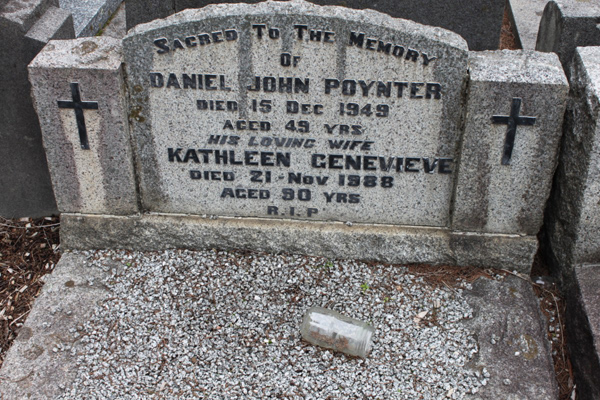 Sacred To The Memory
Of
DANIEL JOHN POYNTER
DIED 15 DEC 1949
AGED 49 YRS
HIS LOVING WIFE
KATHLEEN GENEVIEVE
DIED 21·NOV 1988
AGED 90 YRS
R.I.P